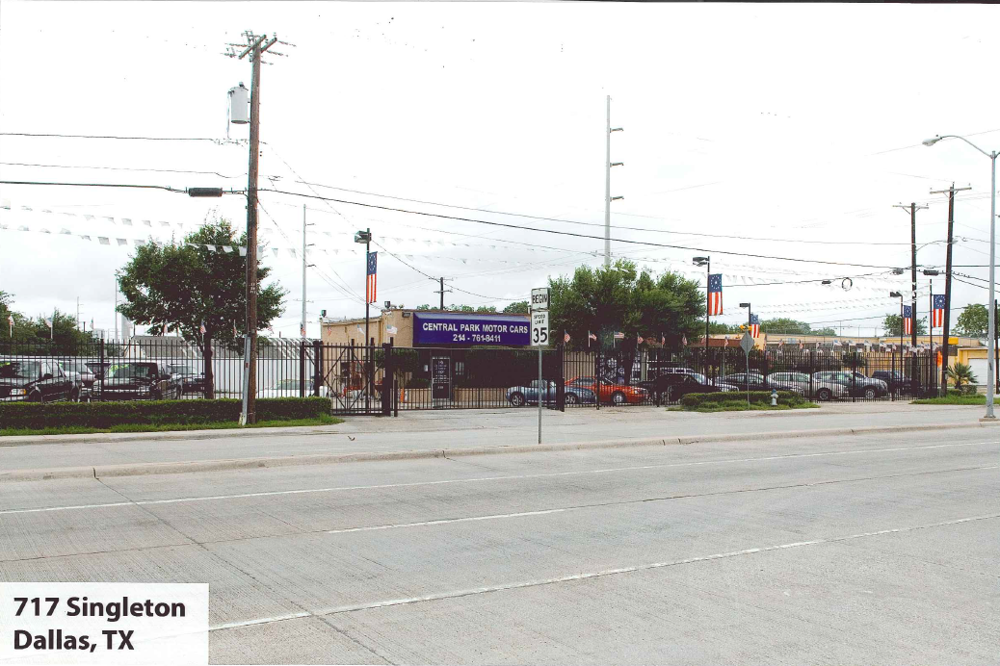 CENTRAL PARK MOTOR CARS
214 - 761-8411
BEGIN
SPEED
LIMIT
35
717 Singleton
Dallas, TX